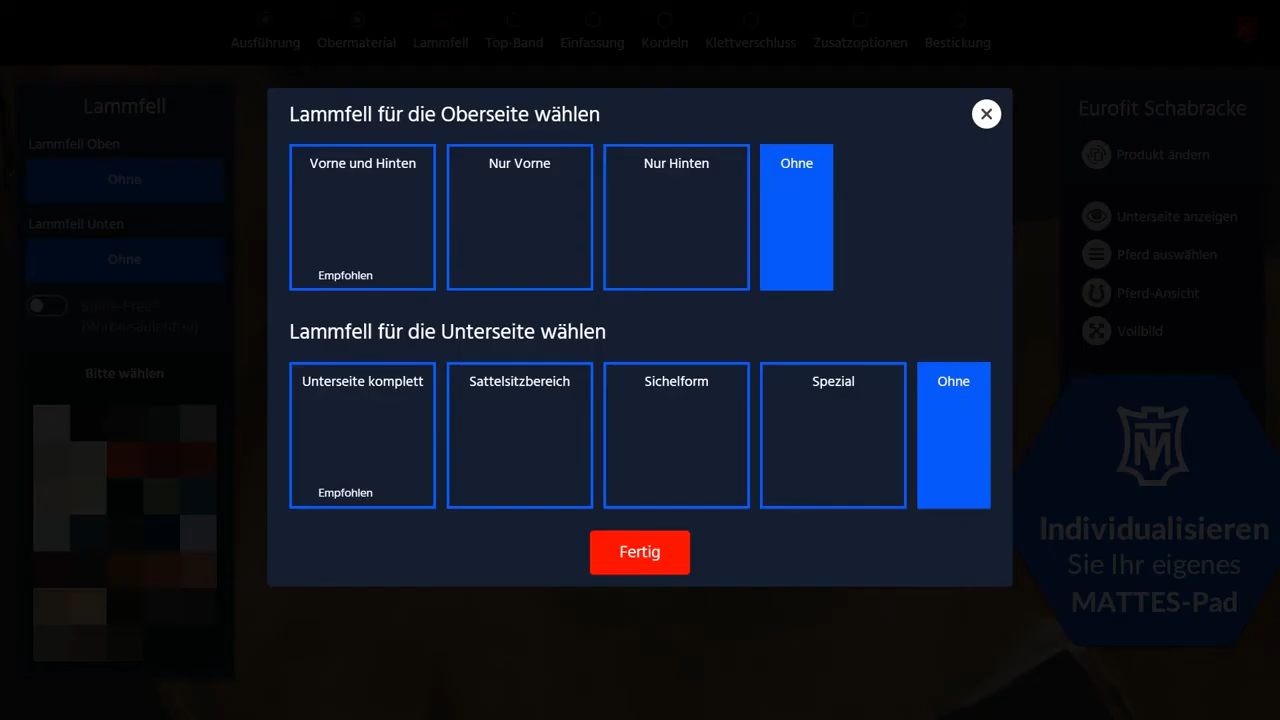 Ausführung
Obermaterial
Lammfell
Top-Band
Einfassung
Kordeln
Klettverschluss
Zusatzoptionen
Bestickung
Lammfell
Lammfell Oben
Ohne
Lammfell Unten
Ohne
Bitte wählen
Lammfell für die Oberseite wählen
Vorne und Hinten
Empfohlen
Nur Vorne
Nur Hinten
Ohne
Lammfell für die Unterseite wählen
Unterseite komplett
Empfohlen
Sattelsitzbereich
Sichelform
Spezial
Ohne
Fertig
Eurofit Schabracke
Produkt ändern
Unterseite anzeigen
Pferd auswählen
Pferd-Ansicht
Vollbild
Individualisieren
Sie Ihr eigenes
MATTES-Pad